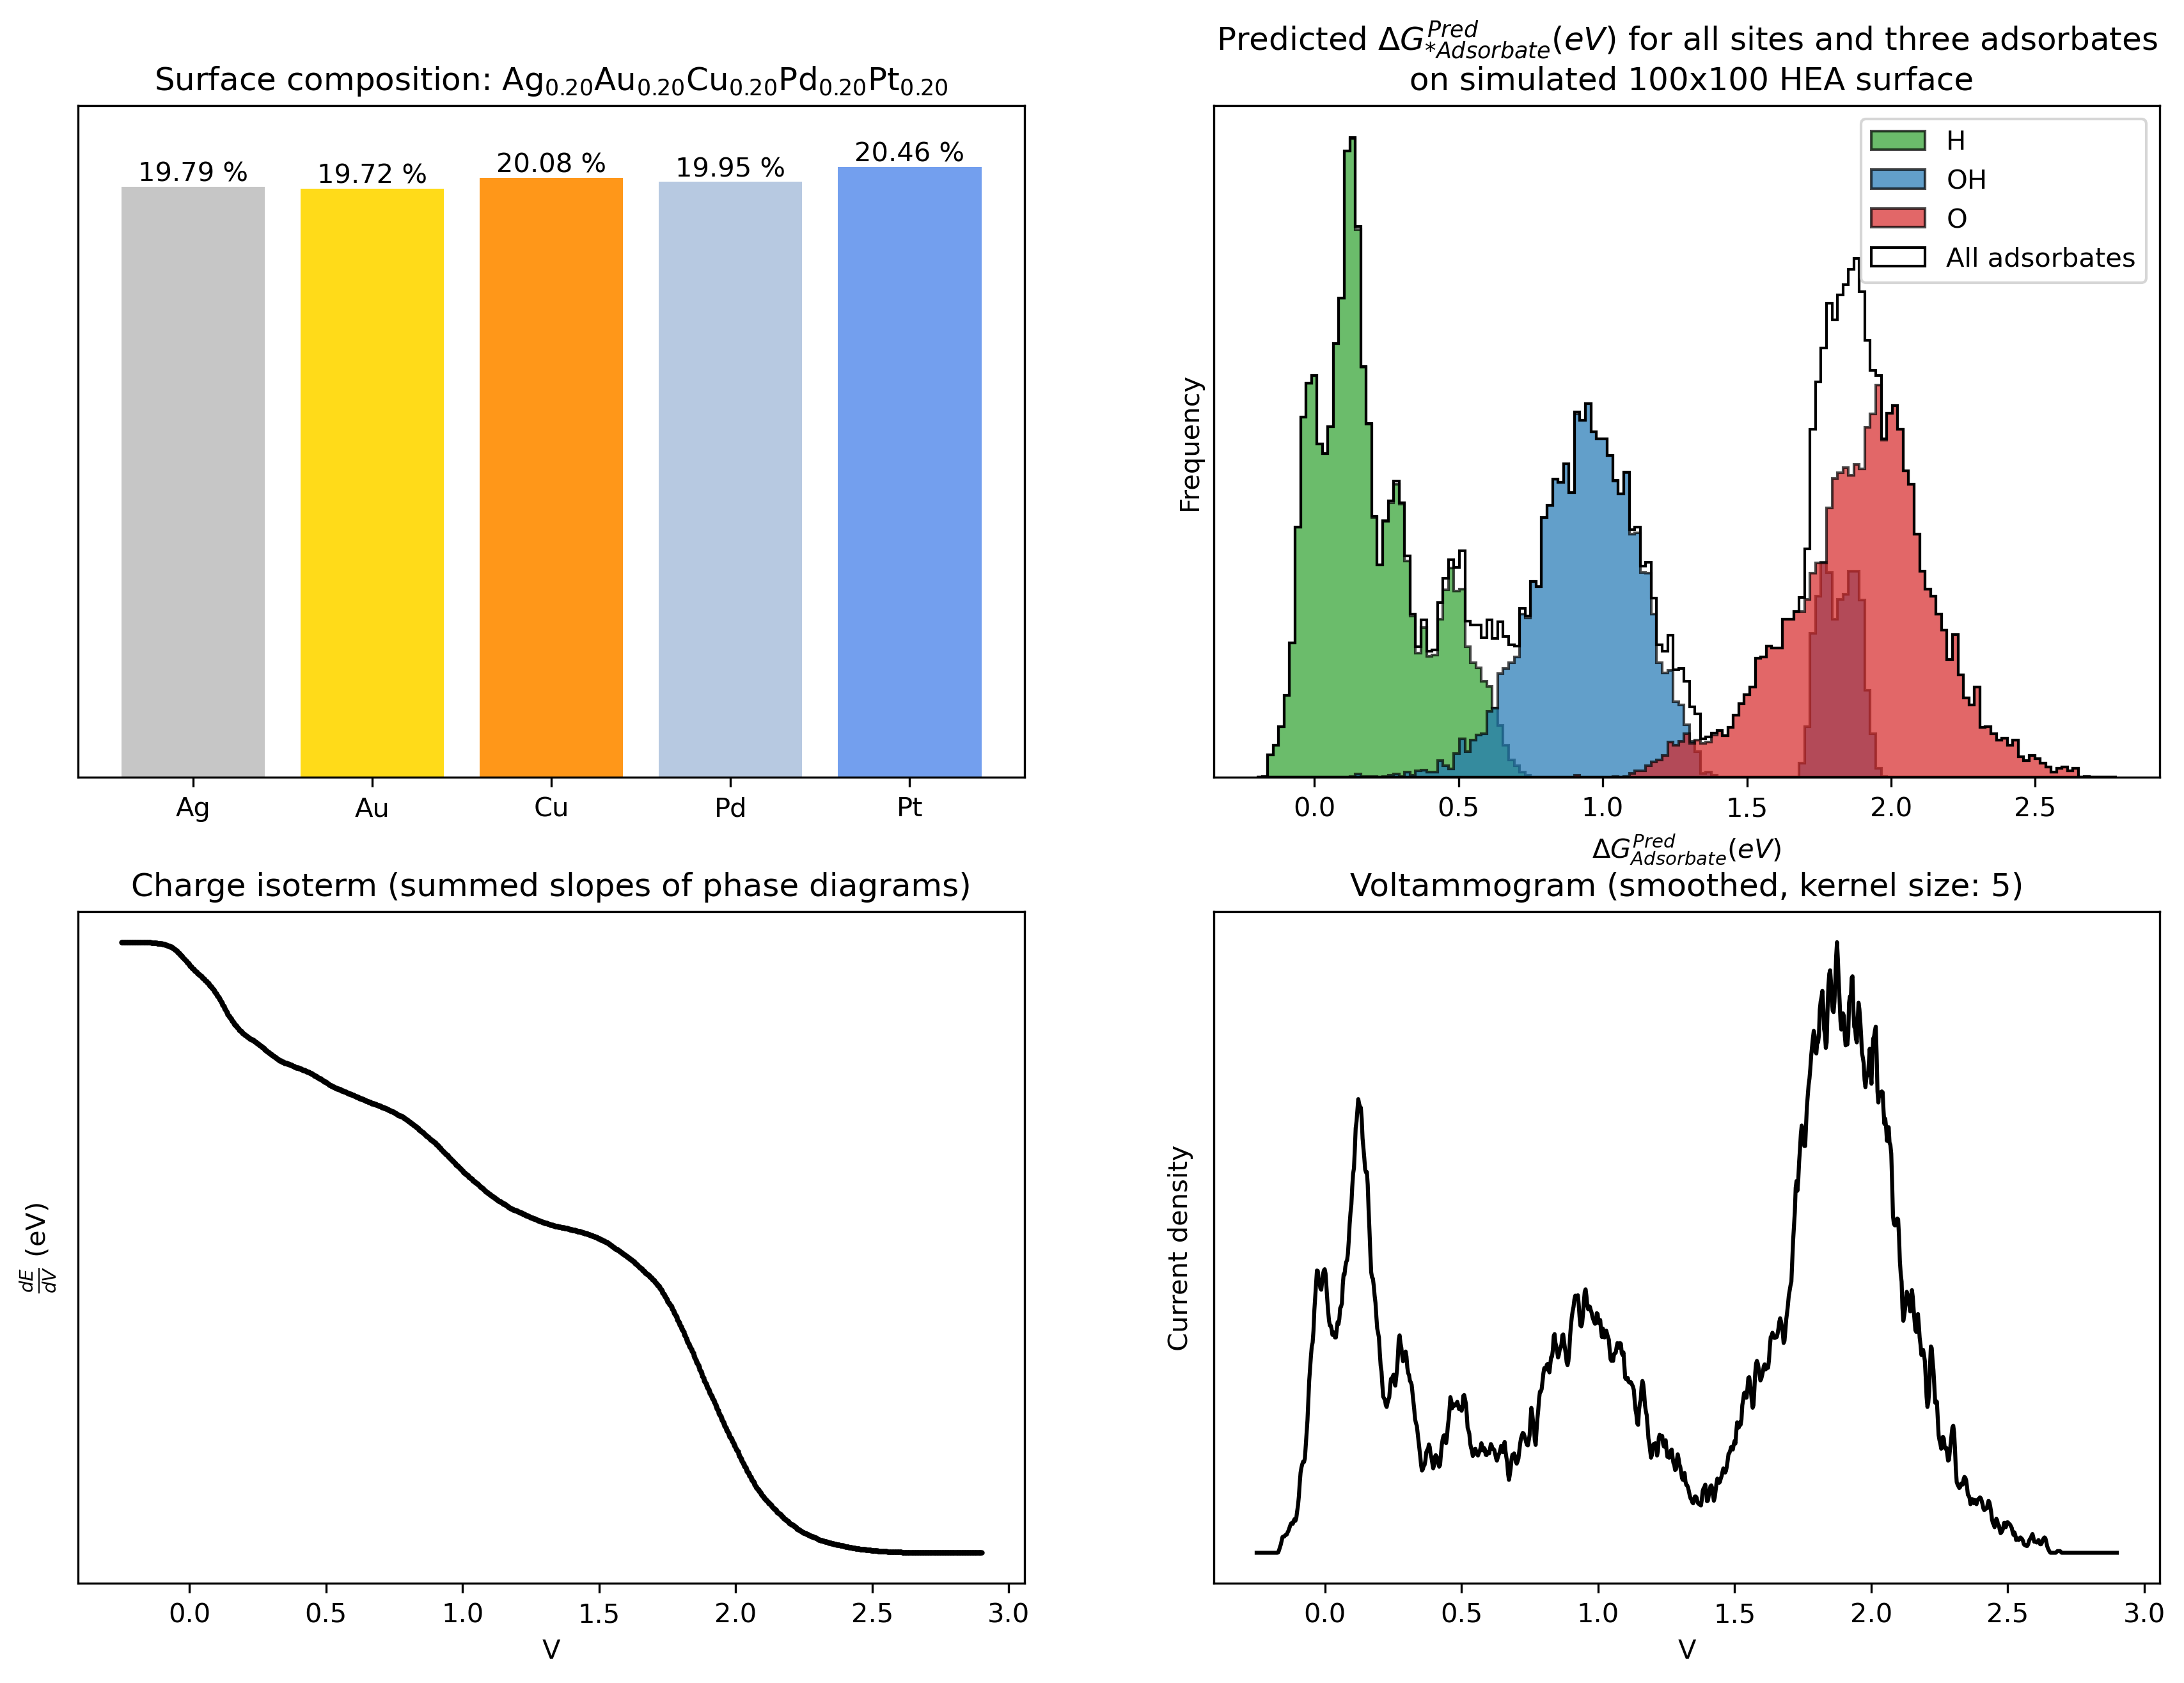 Surface composition: Ag₀.₂₀Au₀.₂₀Cu₀.₂₀Pd₀.₂₀Pt₀.₂₀
19.79 %
19.72 %
20.08 %
19.95 %
20.46 %
Ag
Au
Cu
Pd
Pt
Predicted ΔG^{Pred}_{*Adsorbate}(eV) for all sites and three adsorbates
on simulated 100x100 HEA surface
Frequency
H
OH
O
All adsorbates
0.0
0.5
1.0
1.5
2.0
2.5
ΔG^{Pred}_{Adsorbate}(eV)
Charge isoterm (summed slopes of phase diagrams)
dE/dV (eV)
0.0
0.5
1.0
1.5
2.0
2.5
3.0
V
Voltammogram (smoothed, kernel size: 5)
Current density
0.0
0.5
1.0
1.5
2.0
2.5
3.0
V